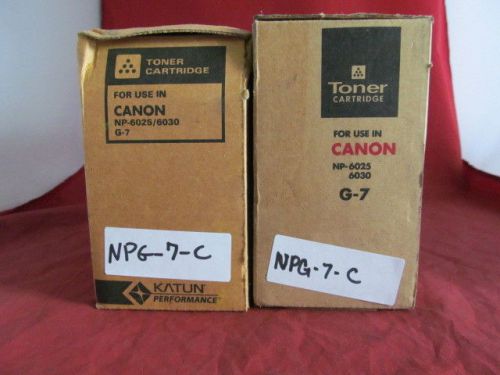 TONER
CARTRIDGE
FOR USE IN
CANON
NP-6025/6030
G-7
NPG-7-C
KATUN®
PERFORMANCE™
Toner
CARTRIDGE
FOR USE IN
CANON
NP-6025
6030
G-7
NPG-7-C